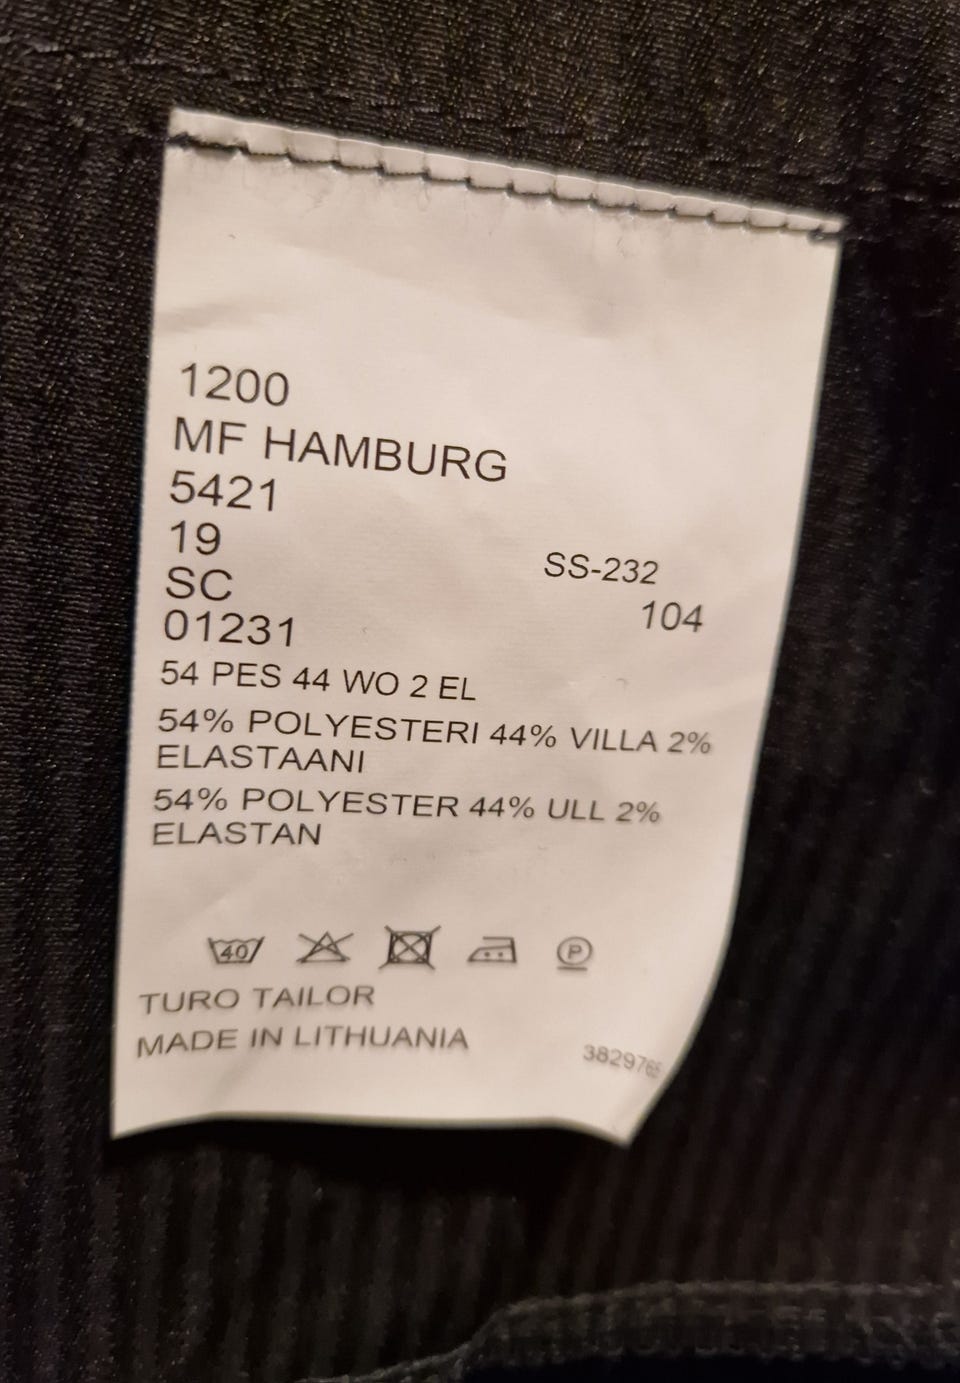 1200
MF HAMBURG
5421
19
SS-232
SC
104
01231
54 PES 44 WO 2 EL
54% POLYESTERI 44% VILLA 2%
ELASTAANI
54% POLYESTER 44% ULL 2%
ELASTAN
40 P
TURO TAILOR
MADE IN LITHUANIA
3829765